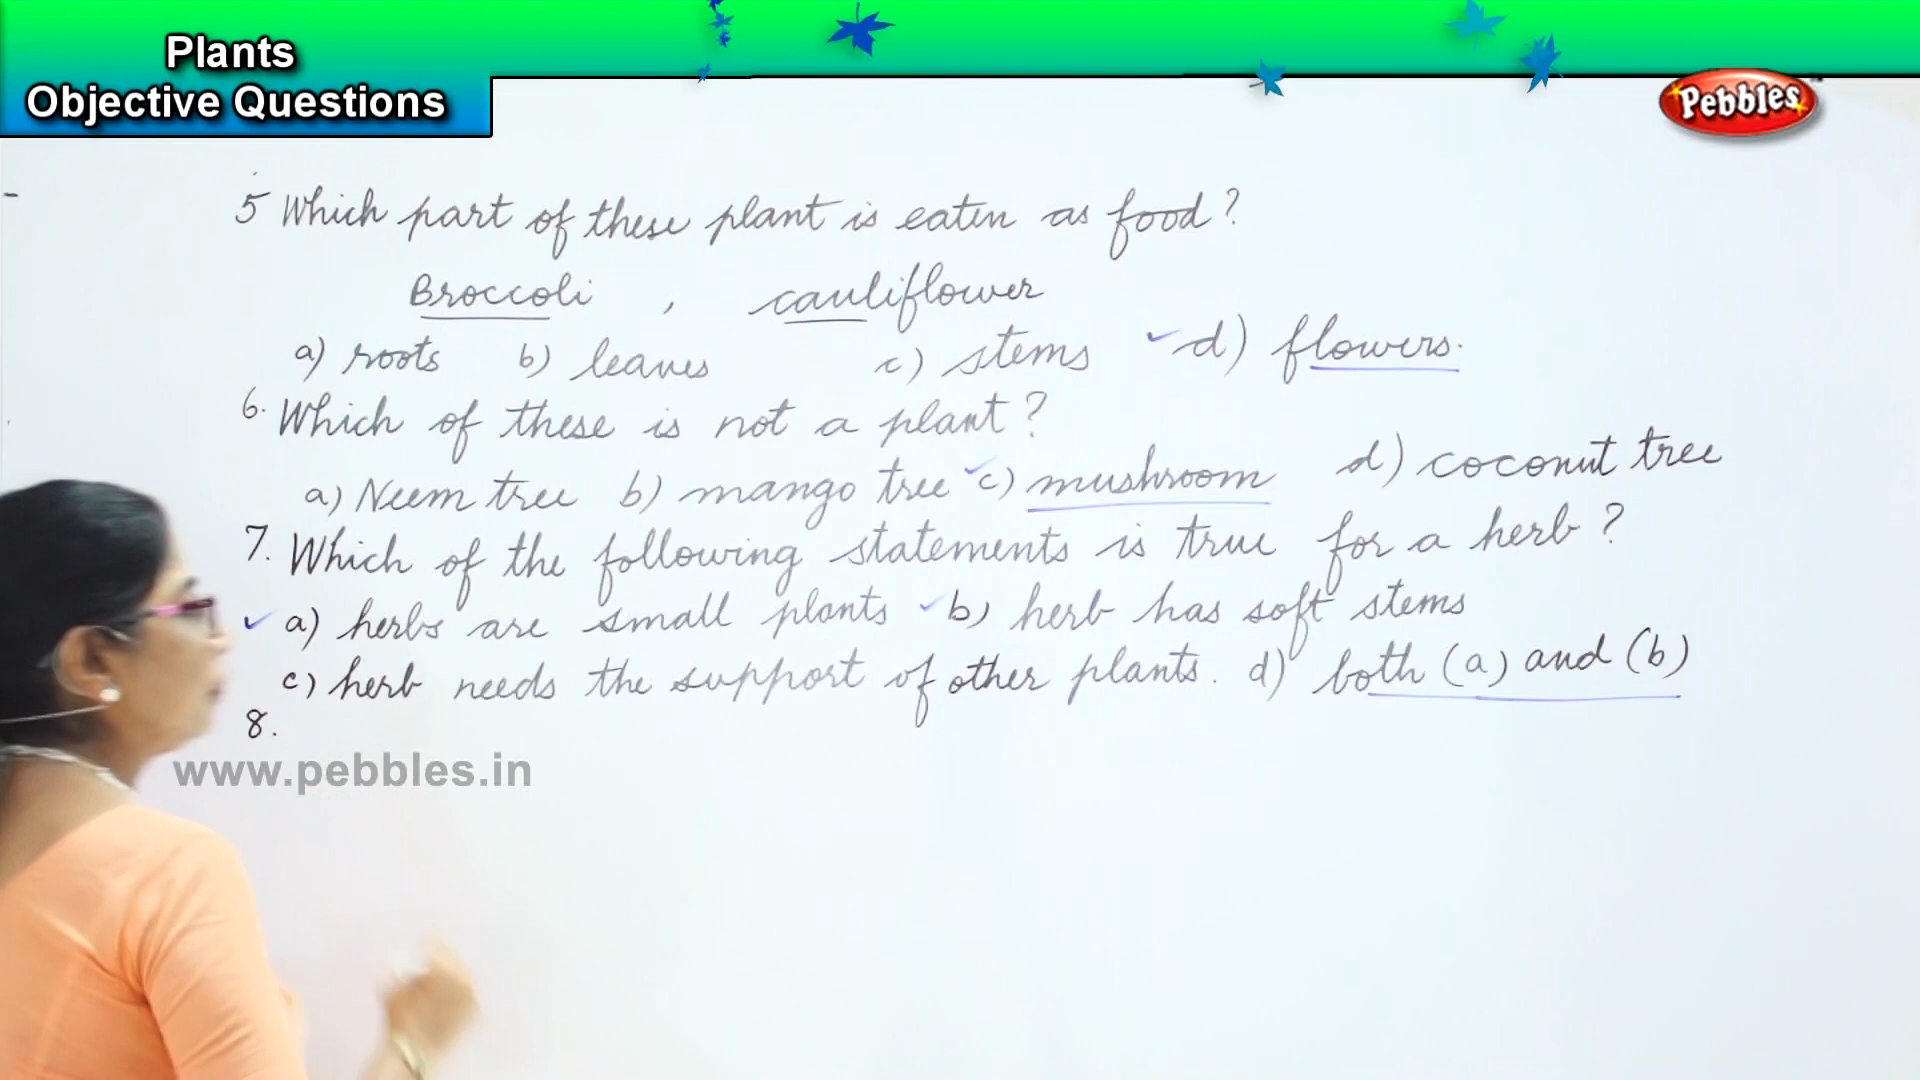 Plants
Objective Questions
Pebbles
5 Which part of these plant is eaten as food?
Broccoli , cauliflower
a) roots b) leaves c) stems d) flowers.
6. Which of these is not a plant?
a) Neem tree b) mango tree c) mushroom d) coconut tree
7. Which of the following statements is true for a herb?
a) herbs are small plants b) herb has soft stems
c) herb needs the support of other plants. d) both (a) and (b)
8.
www.pebbles.in